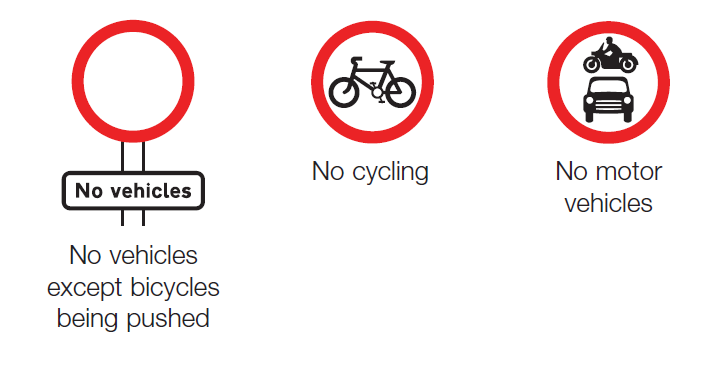 No vehicles
No vehicles
except bicycles
being pushed
No cycling
No motor
vehicles